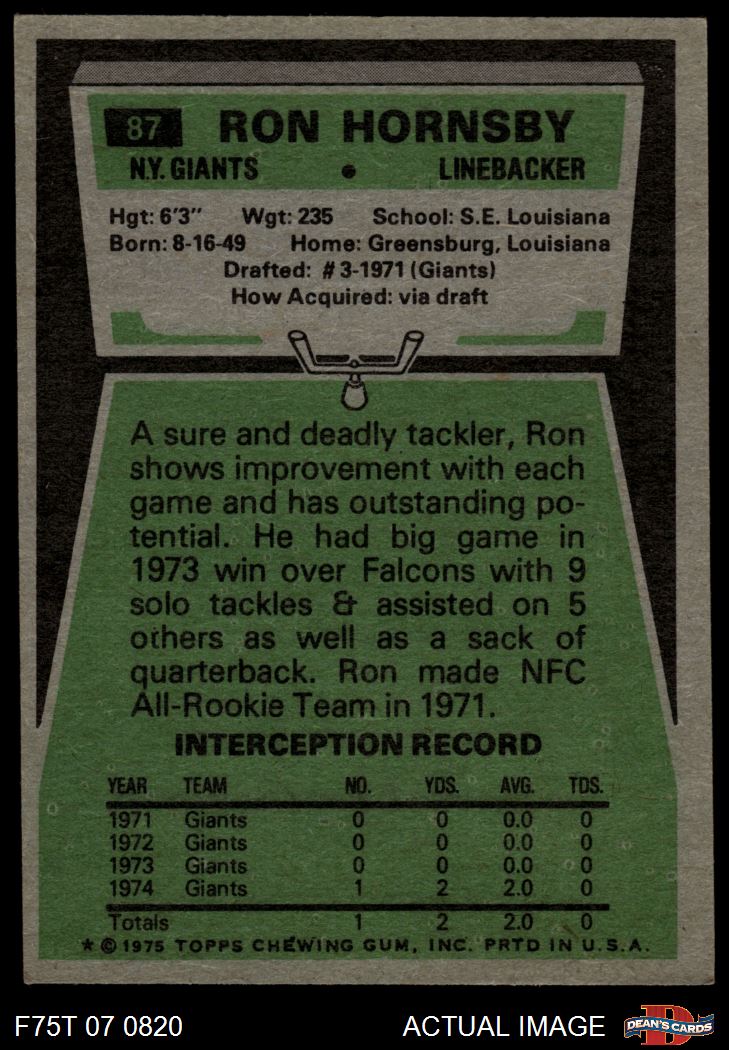 87 RON HORNSBY
N.Y. GIANTS • LINEBACKER
Hgt: 6'3" Wgt: 235 School: S.E. Louisiana
Born: 8-16-49 Home: Greensburg, Louisiana
Drafted: #3-1971 (Giants)
How Acquired: via draft
A sure and deadly tackler, Ron
shows improvement with each
game and has outstanding po-
tential. He had big game in
1973 win over Falcons with 9
solo tackles & assisted on 5
others as well as a sack of
quarterback. Ron made NFC
All-Rookie Team in 1971.
INTERCEPTION RECORD
YEAR TEAM NO. YDS. AVG. TDS.
1971 Giants 0 0 0.0 0
1972 Giants 0 0 0.0 0
1973 Giants 0 0 0.0 0
1974 Giants 1 2 2.0 0
Totals 1 2 2.0 0
* © 1975 TOPPS CHEWING GUM, INC. PRTD IN U.S.A.
F75T 07 0820 ACTUAL IMAGE D DEAN'S CARDS